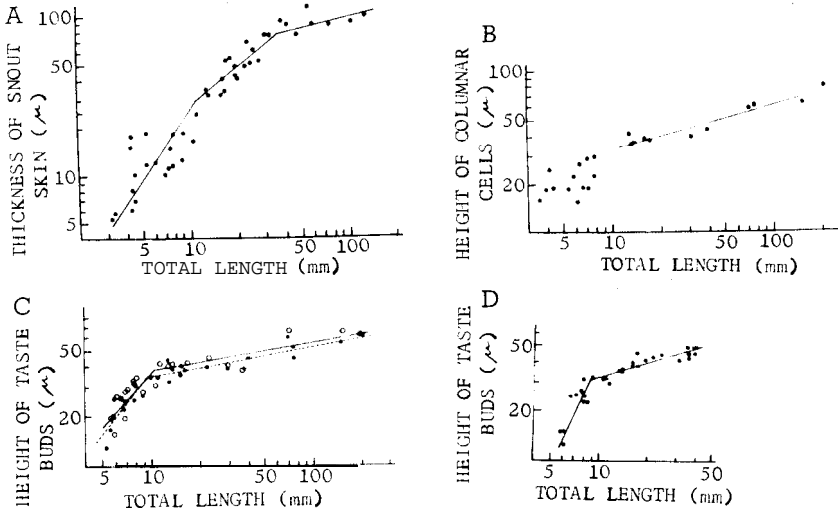 A
THICKNESS OF SNOUT
SKIN (μ)
100
50
10
5
5 10 50 100
TOTAL LENGTH (mm)
B
HEIGHT OF COLUMNAR
CELLS (μ)
100
50
20
5 10 50 100
TOTAL LENGTH (mm)
C
HEIGHT OF TASTE
BUDS (μ)
50
20
5 10 50 100
TOTAL LENGTH (mm)
D
HEIGHT OF TASTE
BUDS (μ)
50
20
5 10 50
TOTAL LENGTH (mm)